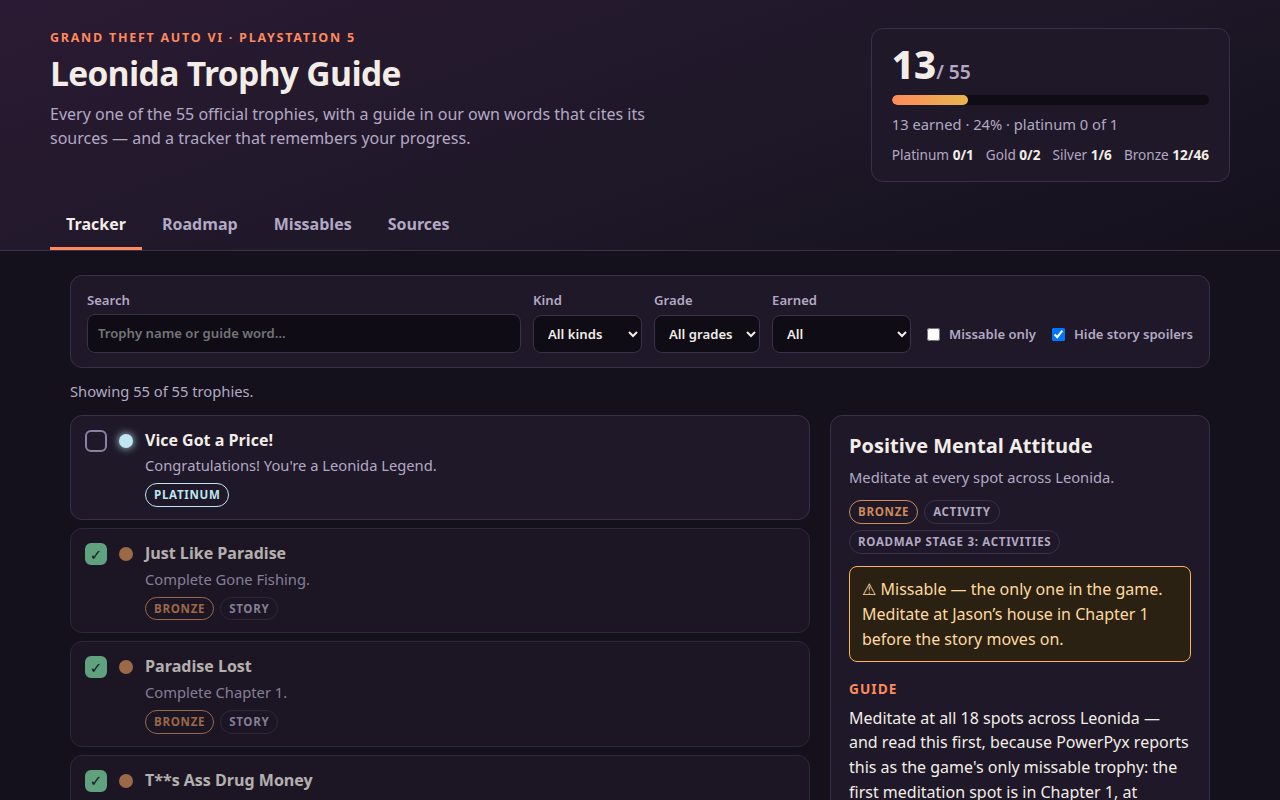 GRAND THEFT AUTO VI · PLAYSTATION 5
Leonida Trophy Guide
Every one of the 55 official trophies, with a guide in our own words that cites its
sources — and a tracker that remembers your progress.
13 / 55
13 earned · 24% · platinum 0 of 1
Platinum 0/1 Gold 0/2 Silver 1/6 Bronze 12/46
Tracker Roadmap Missables Sources
Search Kind Grade Earned
Trophy name or guide word... All kinds All grades All Missable only Hide story spoilers
Showing 55 of 55 trophies.
Vice Got a Price!
Congratulations! You're a Leonida Legend.
PLATINUM
Just Like Paradise
Complete Gone Fishing.
BRONZE STORY
Paradise Lost
Complete Chapter 1.
BRONZE STORY
T**s Ass Drug Money
Positive Mental Attitude
Meditate at every spot across Leonida.
BRONZE ACTIVITY
ROADMAP STAGE 3: ACTIVITIES
⚠ Missable — the only one in the game.
Meditate at Jason’s house in Chapter 1
before the story moves on.
GUIDE
Meditate at all 18 spots across Leonida —
and read this first, because PowerPyx reports
this as the game's only missable trophy: the
first meditation spot is in Chapter 1, at